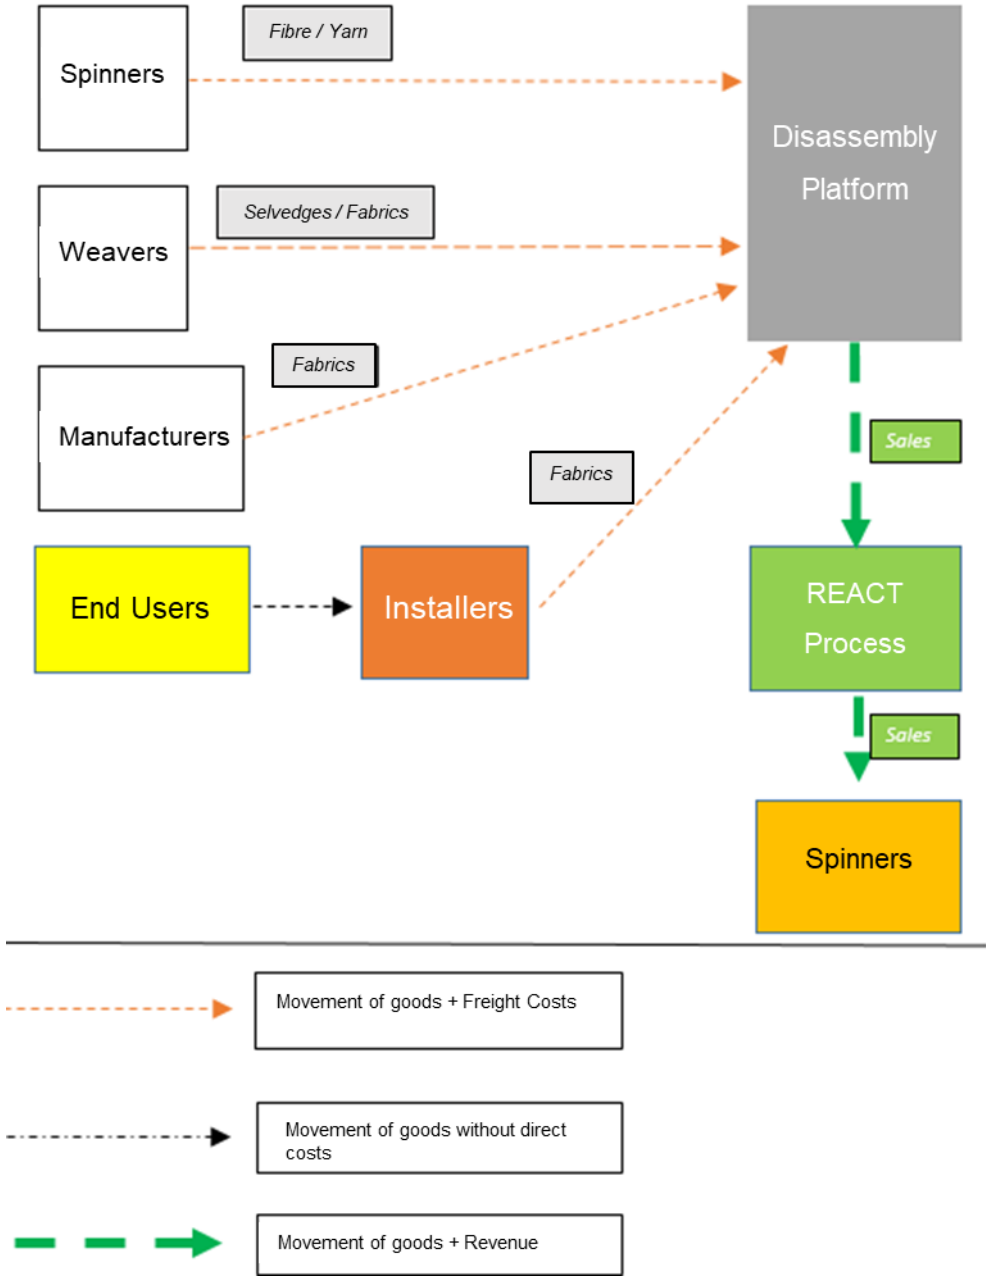 Fibre / Yarn
Spinners
Disassembly
Platform
Selvedges / Fabrics
Weavers
Fabrics
Manufacturers
Sales
Fabrics
End Users
Installers
REACT
Process
Sales
Spinners
Movement of goods + Freight Costs
Movement of goods without direct
costs
Movement of goods + Revenue